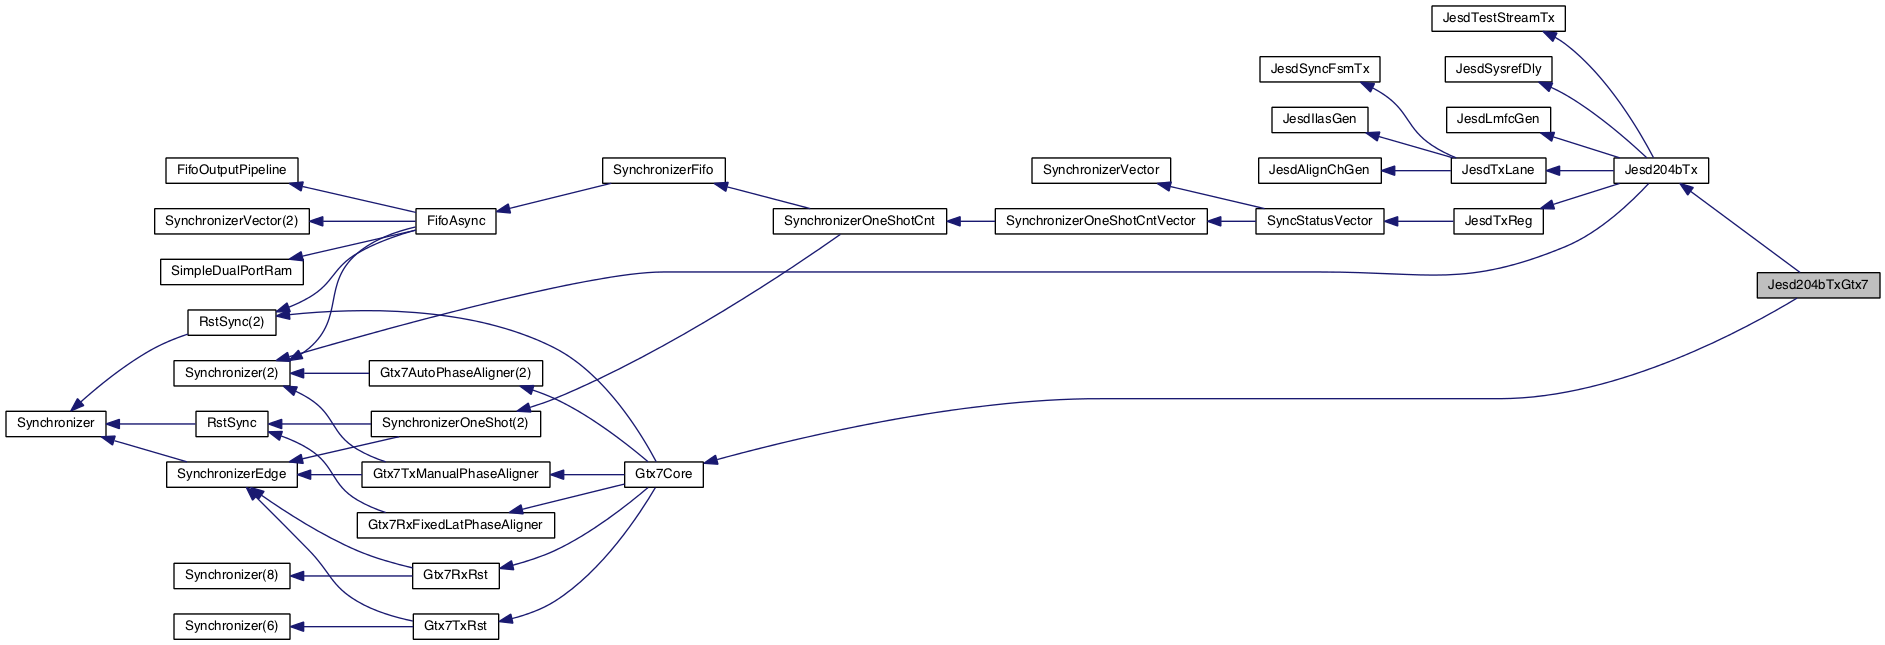 JesdTestStreamTx
JesdSyncFsmTx
JesdSysrefDly
JesdIlasGen
JesdLmfcGen
FifoOutputPipeline
SynchronizerFifo
SynchronizerVector
JesdAlignChGen
JesdTxLane
Jesd204bTx
SynchronizerVector(2)
FifoAsync
SynchronizerOneShotCnt
SynchronizerOneShotCntVector
SyncStatusVector
JesdTxReg
SimpleDualPortRam
Jesd204bTxGtx7
RstSync(2)
Synchronizer(2)
Gtx7AutoPhaseAligner(2)
Synchronizer
RstSync
SynchronizerOneShot(2)
SynchronizerEdge
Gtx7TxManualPhaseAligner
Gtx7Core
Gtx7RxFixedLatPhaseAligner
Synchronizer(8)
Gtx7RxRst
Synchronizer(6)
Gtx7TxRst